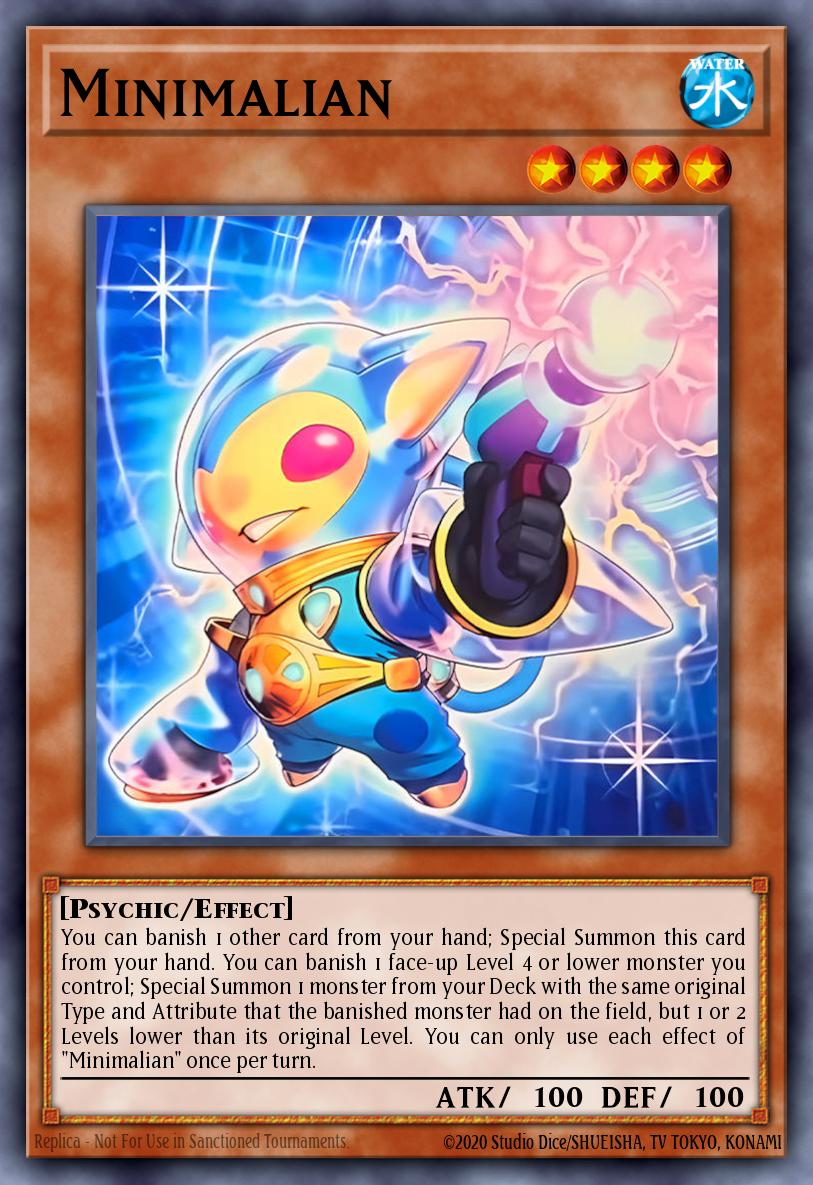 MINIMALIAN
WATER
水
[PSYCHIC/EFFECT]
You can banish 1 other card from your hand; Special Summon this card
from your hand. You can banish 1 face-up Level 4 or lower monster you
control; Special Summon 1 monster from your Deck with the same original
Type and Attribute that the banished monster had on the field, but 1 or 2
Levels lower than its original Level. You can only use each effect of
"Minimalian" once per turn.
ATK/ 100 DEF/ 100
Replica - Not For Use in Sanctioned Tournaments.
©2020 Studio Dice/SHUEISHA, TV TOKYO, KONAMI